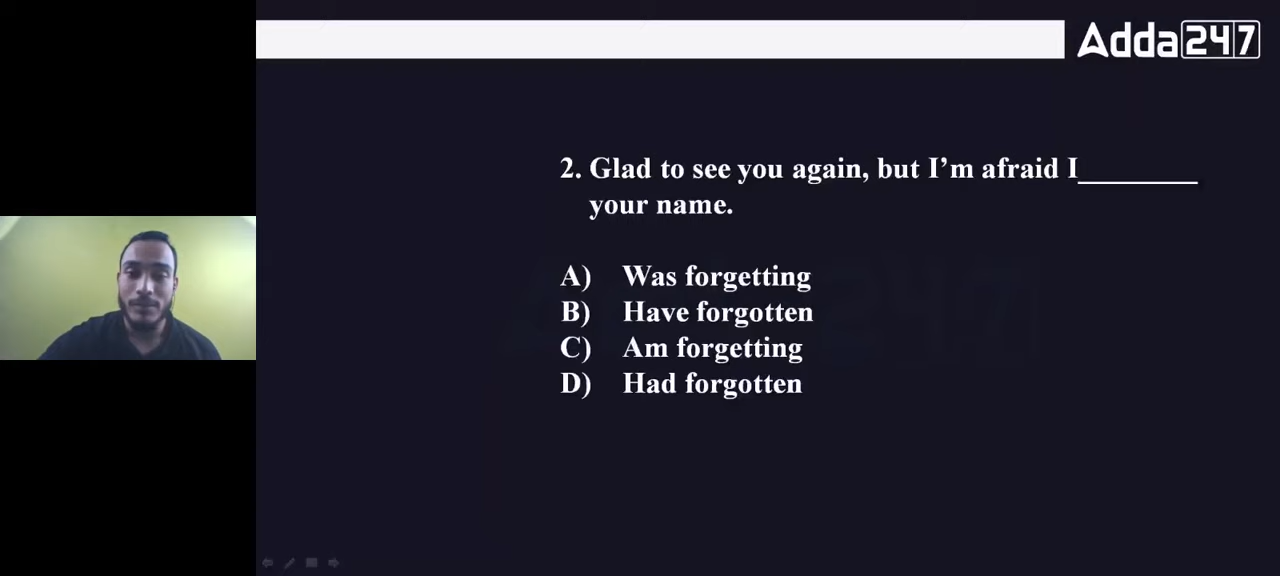 Adda247
2. Glad to see you again, but I'm afraid I_________
your name.
A) Was forgetting
B) Have forgotten
C) Am forgetting
D) Had forgotten